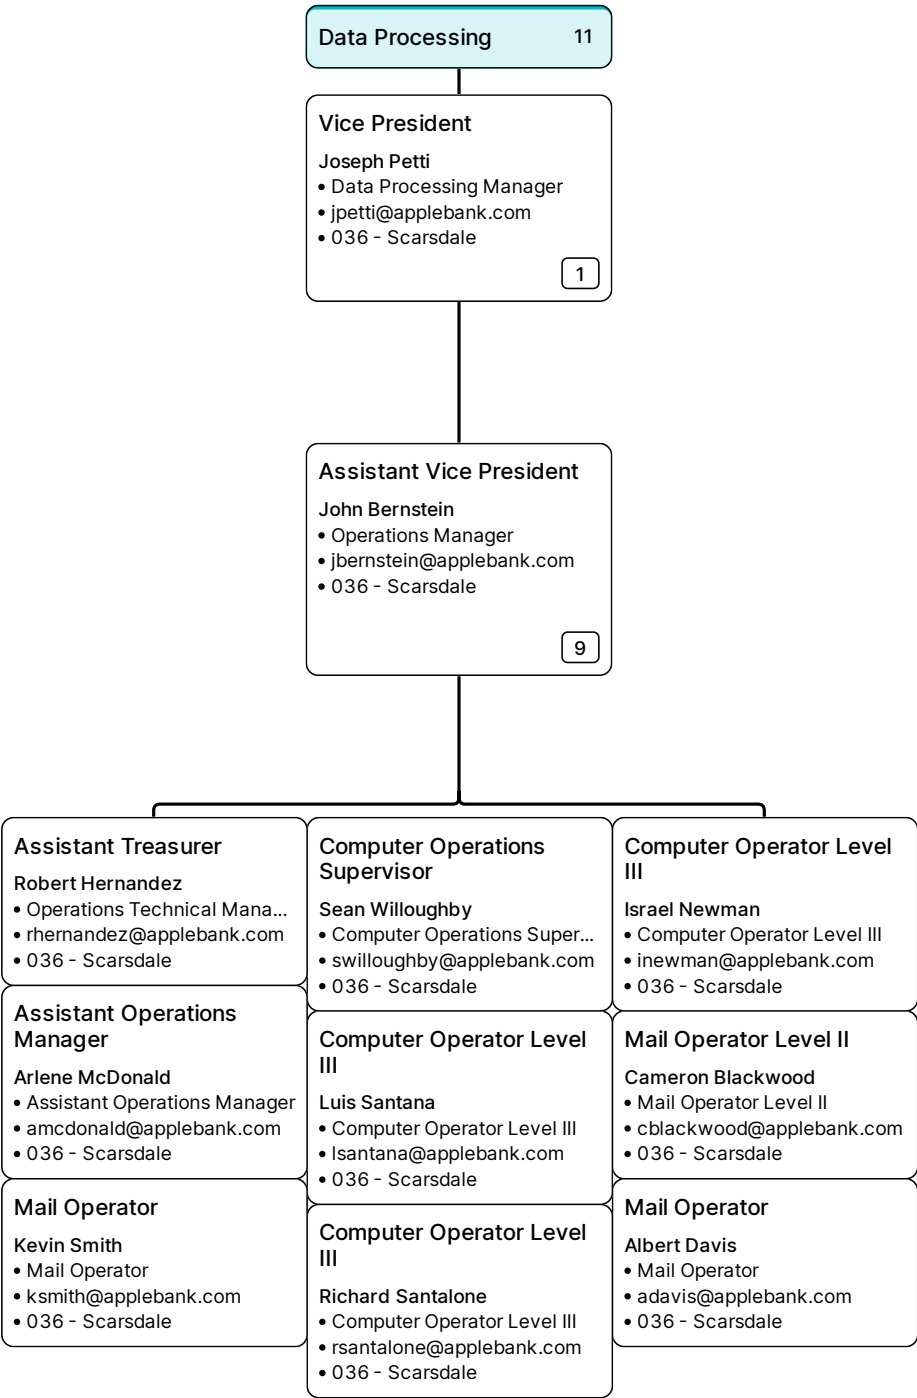 Data Processing 11
Vice President
Joseph Petti
• Data Processing Manager
• jpetti@applebank.com
• 036 - Scarsdale
1
Assistant Vice President
John Bernstein
• Operations Manager
• jbernstein@applebank.com
• 036 - Scarsdale
9
Assistant Treasurer
Robert Hernandez
• Operations Technical Mana...
• rhernandez@applebank.com
• 036 - Scarsdale
Assistant Operations
Manager
Arlene McDonald
• Assistant Operations Manager
• amcdonald@applebank.com
• 036 - Scarsdale
Mail Operator
Kevin Smith
• Mail Operator
• ksmith@applebank.com
• 036 - Scarsdale
Computer Operations
Supervisor
Sean Willoughby
• Computer Operations Super...
• swilloughby@applebank.com
• 036 - Scarsdale
Computer Operator Level
III
Luis Santana
• Computer Operator Level III
• lsantana@applebank.com
• 036 - Scarsdale
Computer Operator Level
III
Richard Santalone
• Computer Operator Level III
• rsantalone@applebank.com
• 036 - Scarsdale
Computer Operator Level
III
Israel Newman
• Computer Operator Level III
• inewman@applebank.com
• 036 - Scarsdale
Mail Operator Level II
Cameron Blackwood
• Mail Operator Level II
• cblackwood@applebank.com
• 036 - Scarsdale
Mail Operator
Albert Davis
• Mail Operator
• adavis@applebank.com
• 036 - Scarsdale